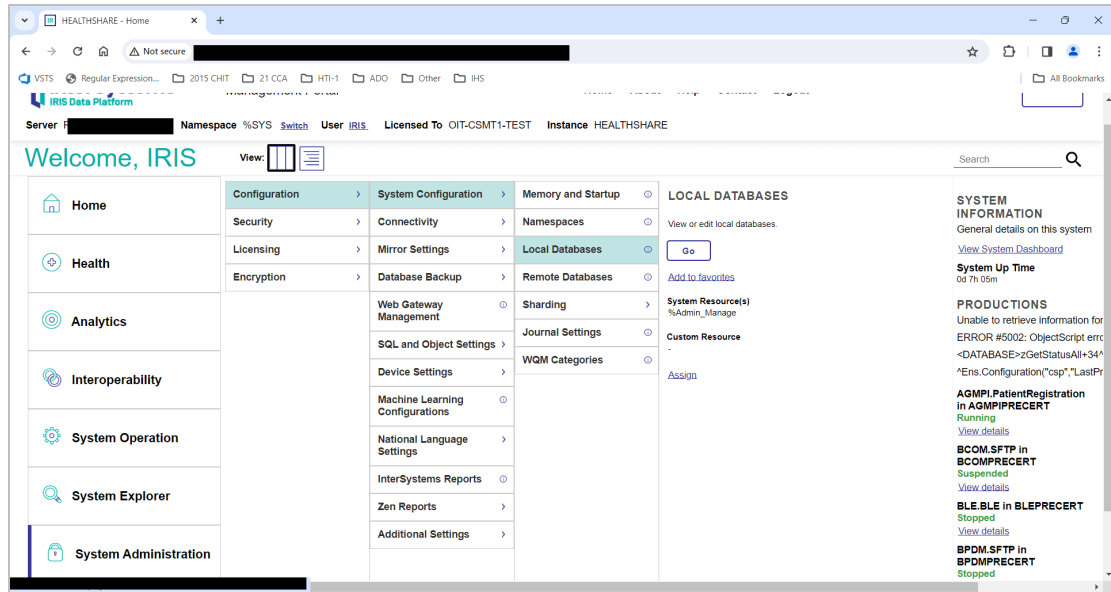 HEALTHSHARE - Home
Not secure
VSTS
Regular Expression...
2015 CHIT
21 CCA
HTI-1
ADO
Other
IHS
All Bookmarks
IRIS Data Platform
Management Portal
Home About Help Contact Logout
Server
Namespace %SYS Switch User IRIS Licensed To OIT-CSMT1-TEST Instance HEALTHSHARE
Welcome, IRIS
View:
Search
Home
Health
Analytics
Interoperability
System Operation
System Explorer
System Administration
Configuration
Security
Licensing
Encryption
System Configuration
Connectivity
Mirror Settings
Database Backup
Web Gateway
Management
SQL and Object Settings
Device Settings
Machine Learning
Configurations
National Language
Settings
InterSystems Reports
Zen Reports
Additional Settings
Memory and Startup
Namespaces
Local Databases
Remote Databases
Sharding
Journal Settings
WQM Categories
LOCAL DATABASES
View or edit local databases.
Go
Add to favorites
System Resource(s)
%Admin_Manage
Custom Resource
-
Assign
SYSTEM
INFORMATION
General details on this system
View System Dashboard
System Up Time
0d 7h 05m
PRODUCTIONS
Unable to retrieve information for
ERROR #5002: ObjectScript erro
<DATABASE>zGetStatusAll+34^
^Ens.Configuration("csp","LastPr
AGMPI.PatientRegistration
in AGMPIPRECERT
Running
View details
BCOM.SFTP in
BCOMPRECERT
Suspended
View details
BLE.BLE in BLEPRECERT
Stopped
View details
BPDM.SFTP in
BPDMPRECERT
Stopped